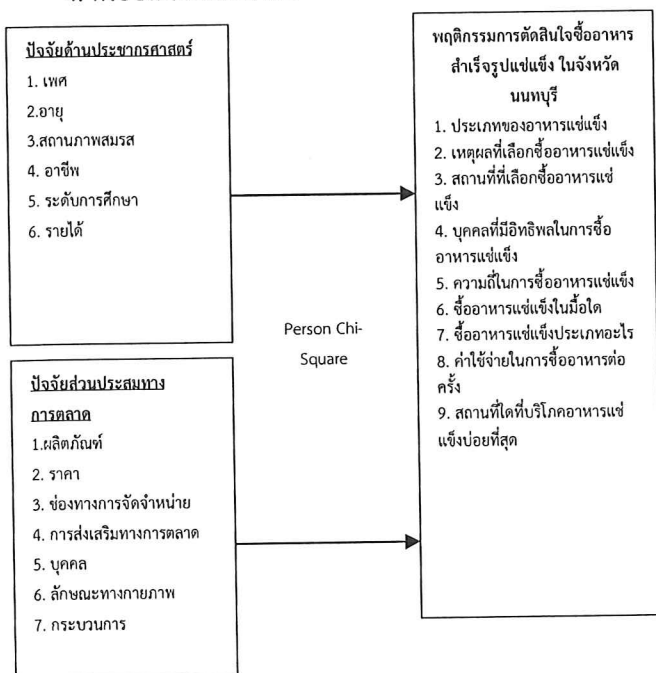 ปัจจัยด้านประชากรศาสตร์
1. เพศ
2.อายุ
3.สถานภาพสมรส
4. อาชีพ
5. ระดับการศึกษา
6. รายได้
Person Chi-
Square
ปัจจัยส่วนประสมทาง
การตลาด
1.ผลิตภัณฑ์
2. ราคา
3. ช่องทางการจัดจำหน่าย
4. การส่งเสริมทางการตลาด
5. บุคคล
6. ลักษณะทางกายภาพ
7. กระบวนการ
พฤติกรรมการตัดสินใจซื้ออาหาร
สำเร็จรูปแช่แข็ง ในจังหวัด
นนทบุรี
1. ประเภทของอาหารแช่แข็ง
2. เหตุผลที่เลือกซื้ออาหารแช่แข็ง
3. สถานที่ที่เลือกซื้ออาหารแช่
แข็ง
4. บุคคลที่มีอิทธิพลในการซื้อ
อาหารแช่แข็ง
5. ความถี่ในการซื้ออาหารแช่แข็ง
6. ซื้ออาหารแช่แข็งในมื้อใด
7. ซื้ออาหารแช่แข็งประเภทอะไร
8. ค่าใช้จ่ายในการซื้ออาหารต่อ
ครั้ง
9. สถานที่ใดที่บริโภคอาหารแช่
แข็งบ่อยที่สุด